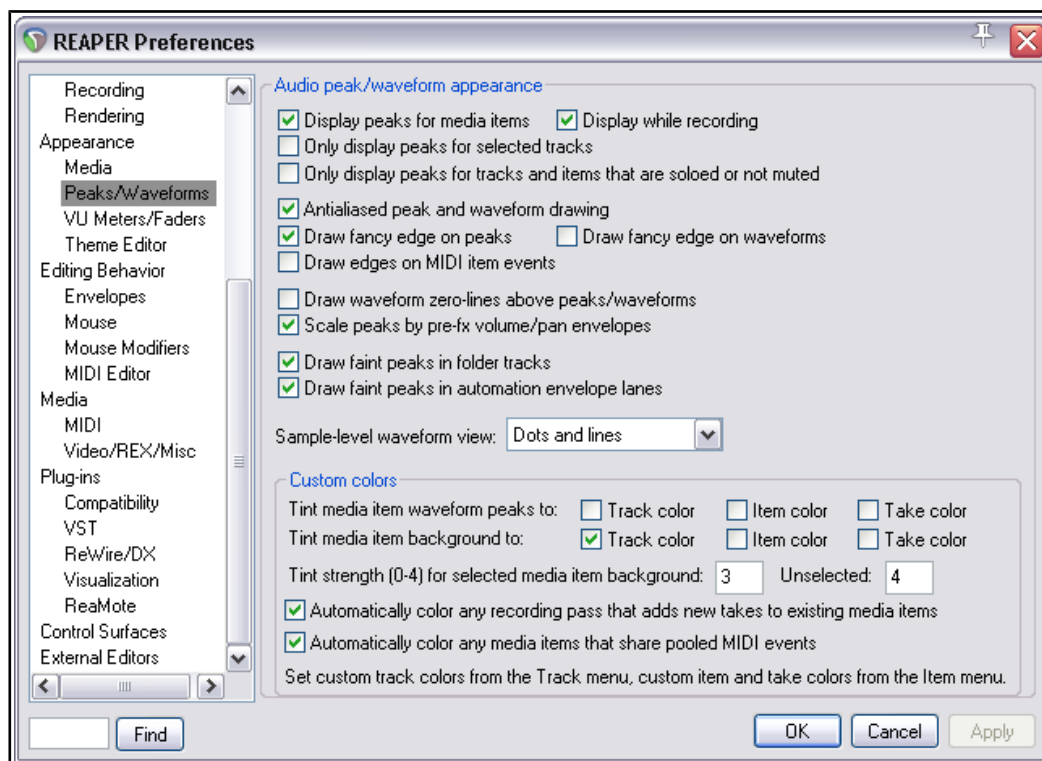 REAPER Preferences
Recording
Rendering
Appearance
Media
Peaks/Waveforms
VU Meters/Faders
Theme Editor
Editing Behavior
Envelopes
Mouse
Mouse Modifiers
MIDI Editor
Media
MIDI
Video/REX/Misc
Plug-ins
Compatibility
VST
ReWire/DX
Visualization
ReaMote
Control Surfaces
External Editors
Find
Audio peak/waveform appearance
Display peaks for media items Display while recording
Only display peaks for selected tracks
Only display peaks for tracks and items that are soloed or not muted
Antialiased peak and waveform drawing
Draw fancy edge on peaks Draw fancy edge on waveforms
Draw edges on MIDI item events
Draw waveform zero-lines above peaks/waveforms
Scale peaks by pre-fx volume/pan envelopes
Draw faint peaks in folder tracks
Draw faint peaks in automation envelope lanes
Sample-level waveform view: Dots and lines
Custom colors
Tint media item waveform peaks to: Track color Item color Take color
Tint media item background to: Track color Item color Take color
Tint strength (0-4) for selected media item background: 3 Unselected: 4
Automatically color any recording pass that adds new takes to existing media items
Automatically color any media items that share pooled MIDI events
Set custom track colors from the Track menu, custom item and take colors from the Item menu.
OK Cancel Apply